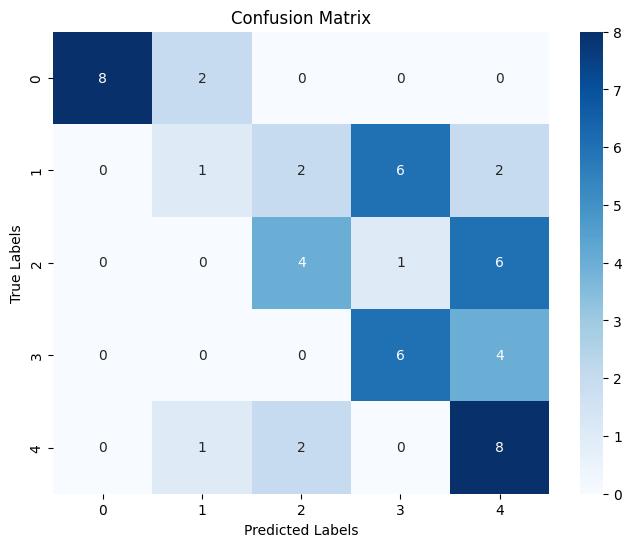 Confusion Matrix
True Labels
0 8 2 0 0 0
1 0 1 2 6 2
2 0 0 4 1 6
3 0 0 0 6 4
4 0 1 2 0 8
0 1 2 3 4
Predicted Labels
8
7
6
5
4
3
2
1
0